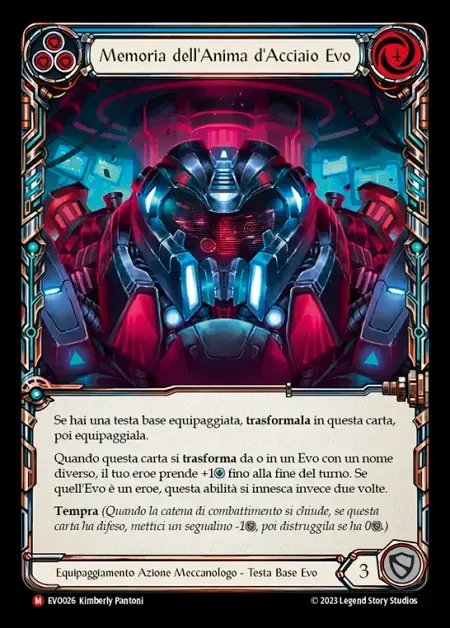 Memoria dell'Anima d'Acciaio Evo
4
Se hai una testa base equipaggiata, trasformala in questa carta,
poi equipaggiala.
Quando questa carta si trasforma da o in un Evo con un nome
diverso, il tuo eroe prende +1 fino alla fine del turno. Se
quell'Evo è un eroe, questa abilità si innesca invece due volte.
Tempra (Quando la catena di combattimento si chiude, se questa
carta ha difeso, mettici un segnalino -1, poi distruggila se ha 0.)
Equipaggiamento Azione Meccanologo - Testa Base Evo
3
M EVO026 Kimberly Pantoni
© 2023 Legend Story Studios